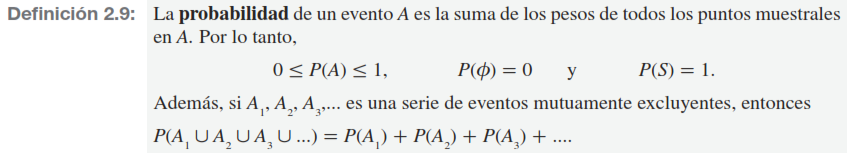 Definición 2.9: La probabilidad de un evento A es la suma de los pesos de todos los puntos muestrales
en A. Por lo tanto,
0 ≤ P(A) ≤ 1, P(ϕ) = 0 y P(S) = 1.
Además, si A₁, A₂, A₃,... es una serie de eventos mutuamente excluyentes, entonces
P(A₁ ∪ A₂ ∪ A₃ ∪ ...) = P(A₁) + P(A₂) + P(A₃) + ....